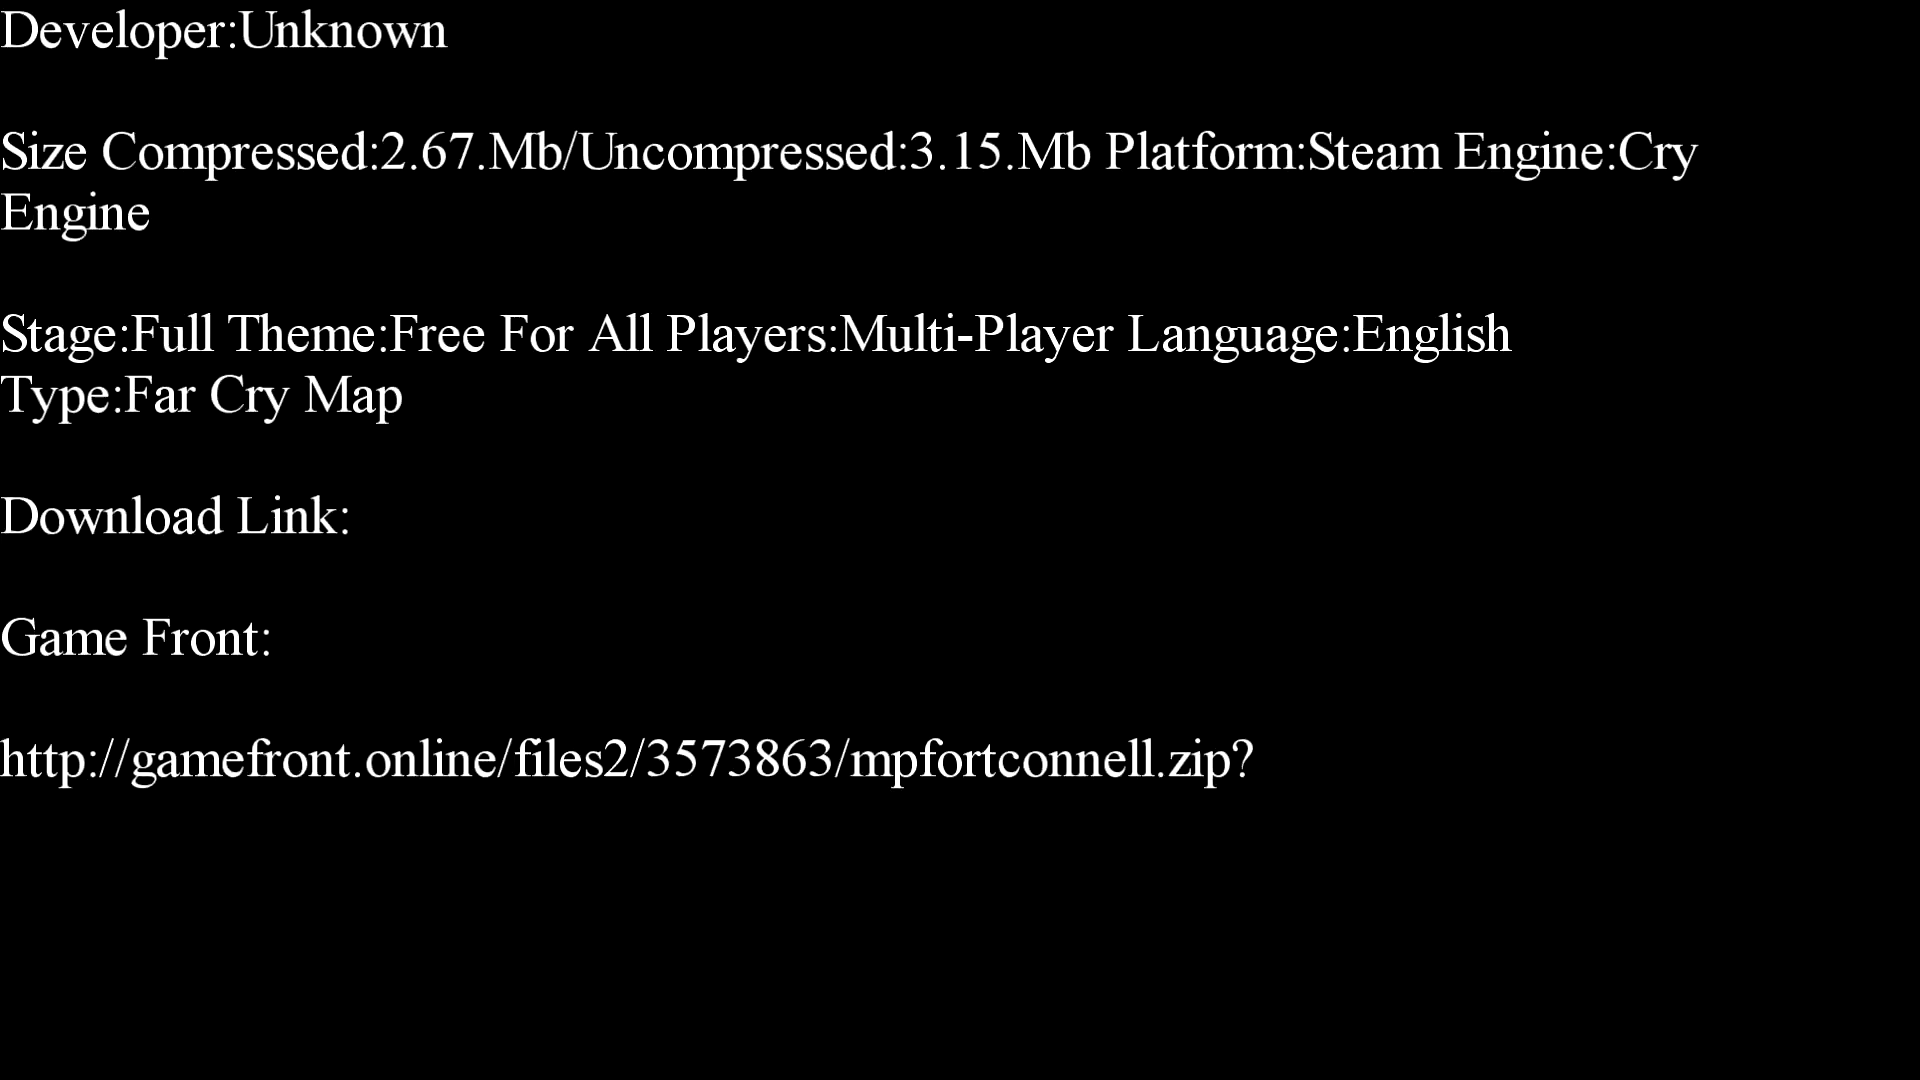 Developer:Unknown
Size Compressed:2.67.Mb/Uncompressed:3.15.Mb Platform:Steam Engine:Cry
Engine
Stage:Full Theme:Free For All Players:Multi-Player Language:English
Type:Far Cry Map
Download Link:
Game Front:
http://gamefront.online/files2/3573863/mpfortconnell.zip?